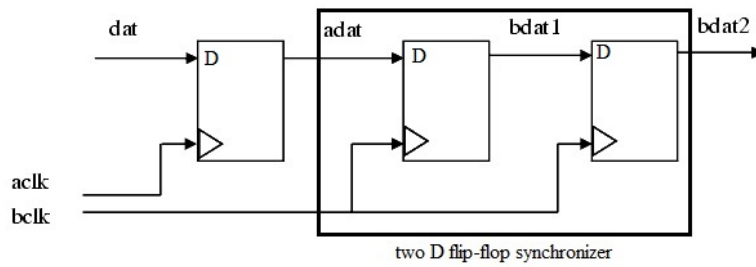 dat
adat
bdat1
bdat2
D
D
D
aclk
bclk
two D flip-flop synchronizer